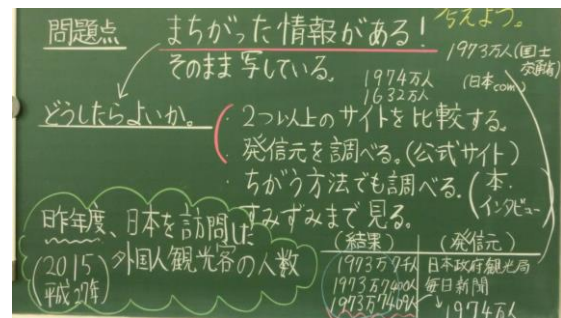 考えよう。
問題点 まちがった情報がある!
そのまま写している。
1973万人(国土交通省)
1974万人 (日本com.)
1632万人
どうしたらよいか。
・2つ以上のサイトを比較する。
・発信元を調べる。(公式サイト)
・ちがう方法でも調べる。(本・インタビュー)
・すみずみまで見る。
昨年度、日本を訪問した
(2015 平成27年) 外国人観光客の人数
(結果) (発信元)
1973万7千人 日本政府観光局
1973万7400人 毎日新聞
1973万7409人 → 1974万人